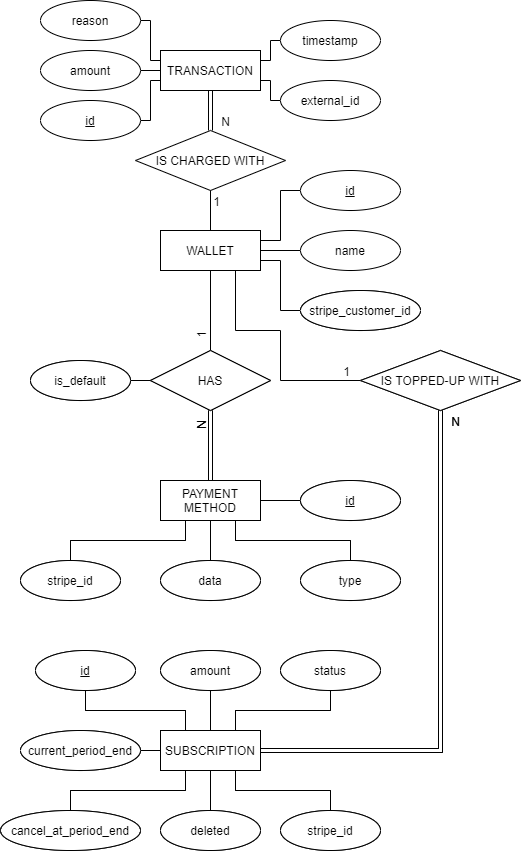 reason
timestamp
TRANSACTION
amount
external_id
id
N
IS CHARGED WITH
1
id
WALLET
name
stripe_customer_id
1
1
is_default
HAS
IS TOPPED-UP WITH
N
N
PAYMENT
METHOD
id
stripe_id
data
type
id
amount
status
current_period_end
SUBSCRIPTION
cancel_at_period_end
deleted
stripe_id